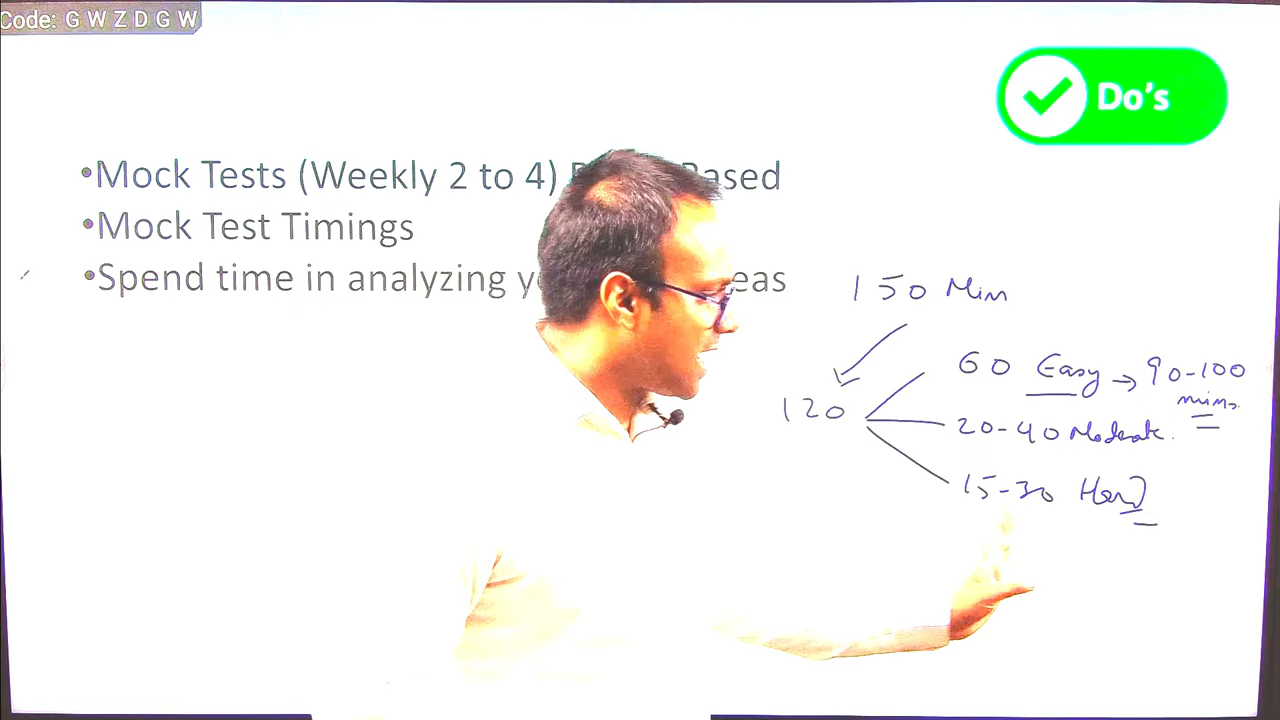 Code: G W Z D G W
Do's
•Mock Tests (Weekly 2 to 4)
•Mock Test Timings
•Spend time in analyzing
150 Min
60 Easy → 90-100
mins.
120
20-40 Moderate.
15-30 Hard